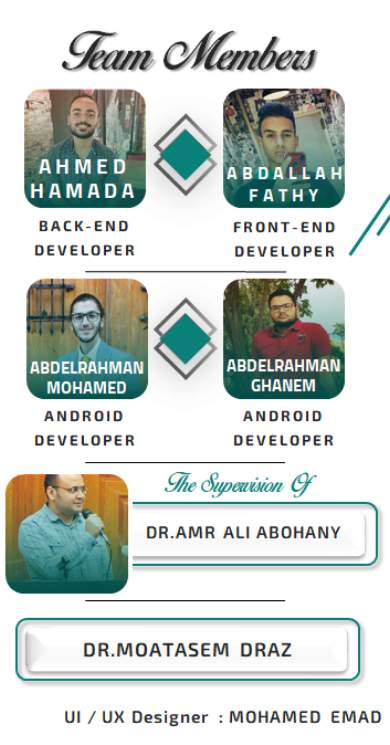 Team Members
AHMED
HAMADA
ABDALLAH
FATHY
BACK-END
DEVELOPER
FRONT-END
DEVELOPER
ABDELRAHMAN
MOHAMED
ABDELRAHMAN
GHANEM
ANDROID
DEVELOPER
ANDROID
DEVELOPER
The Supervision Of
DR.AMR ALI ABOHANY
DR.MOATASEM DRAZ
UI / UX Designer : MOHAMED EMAD